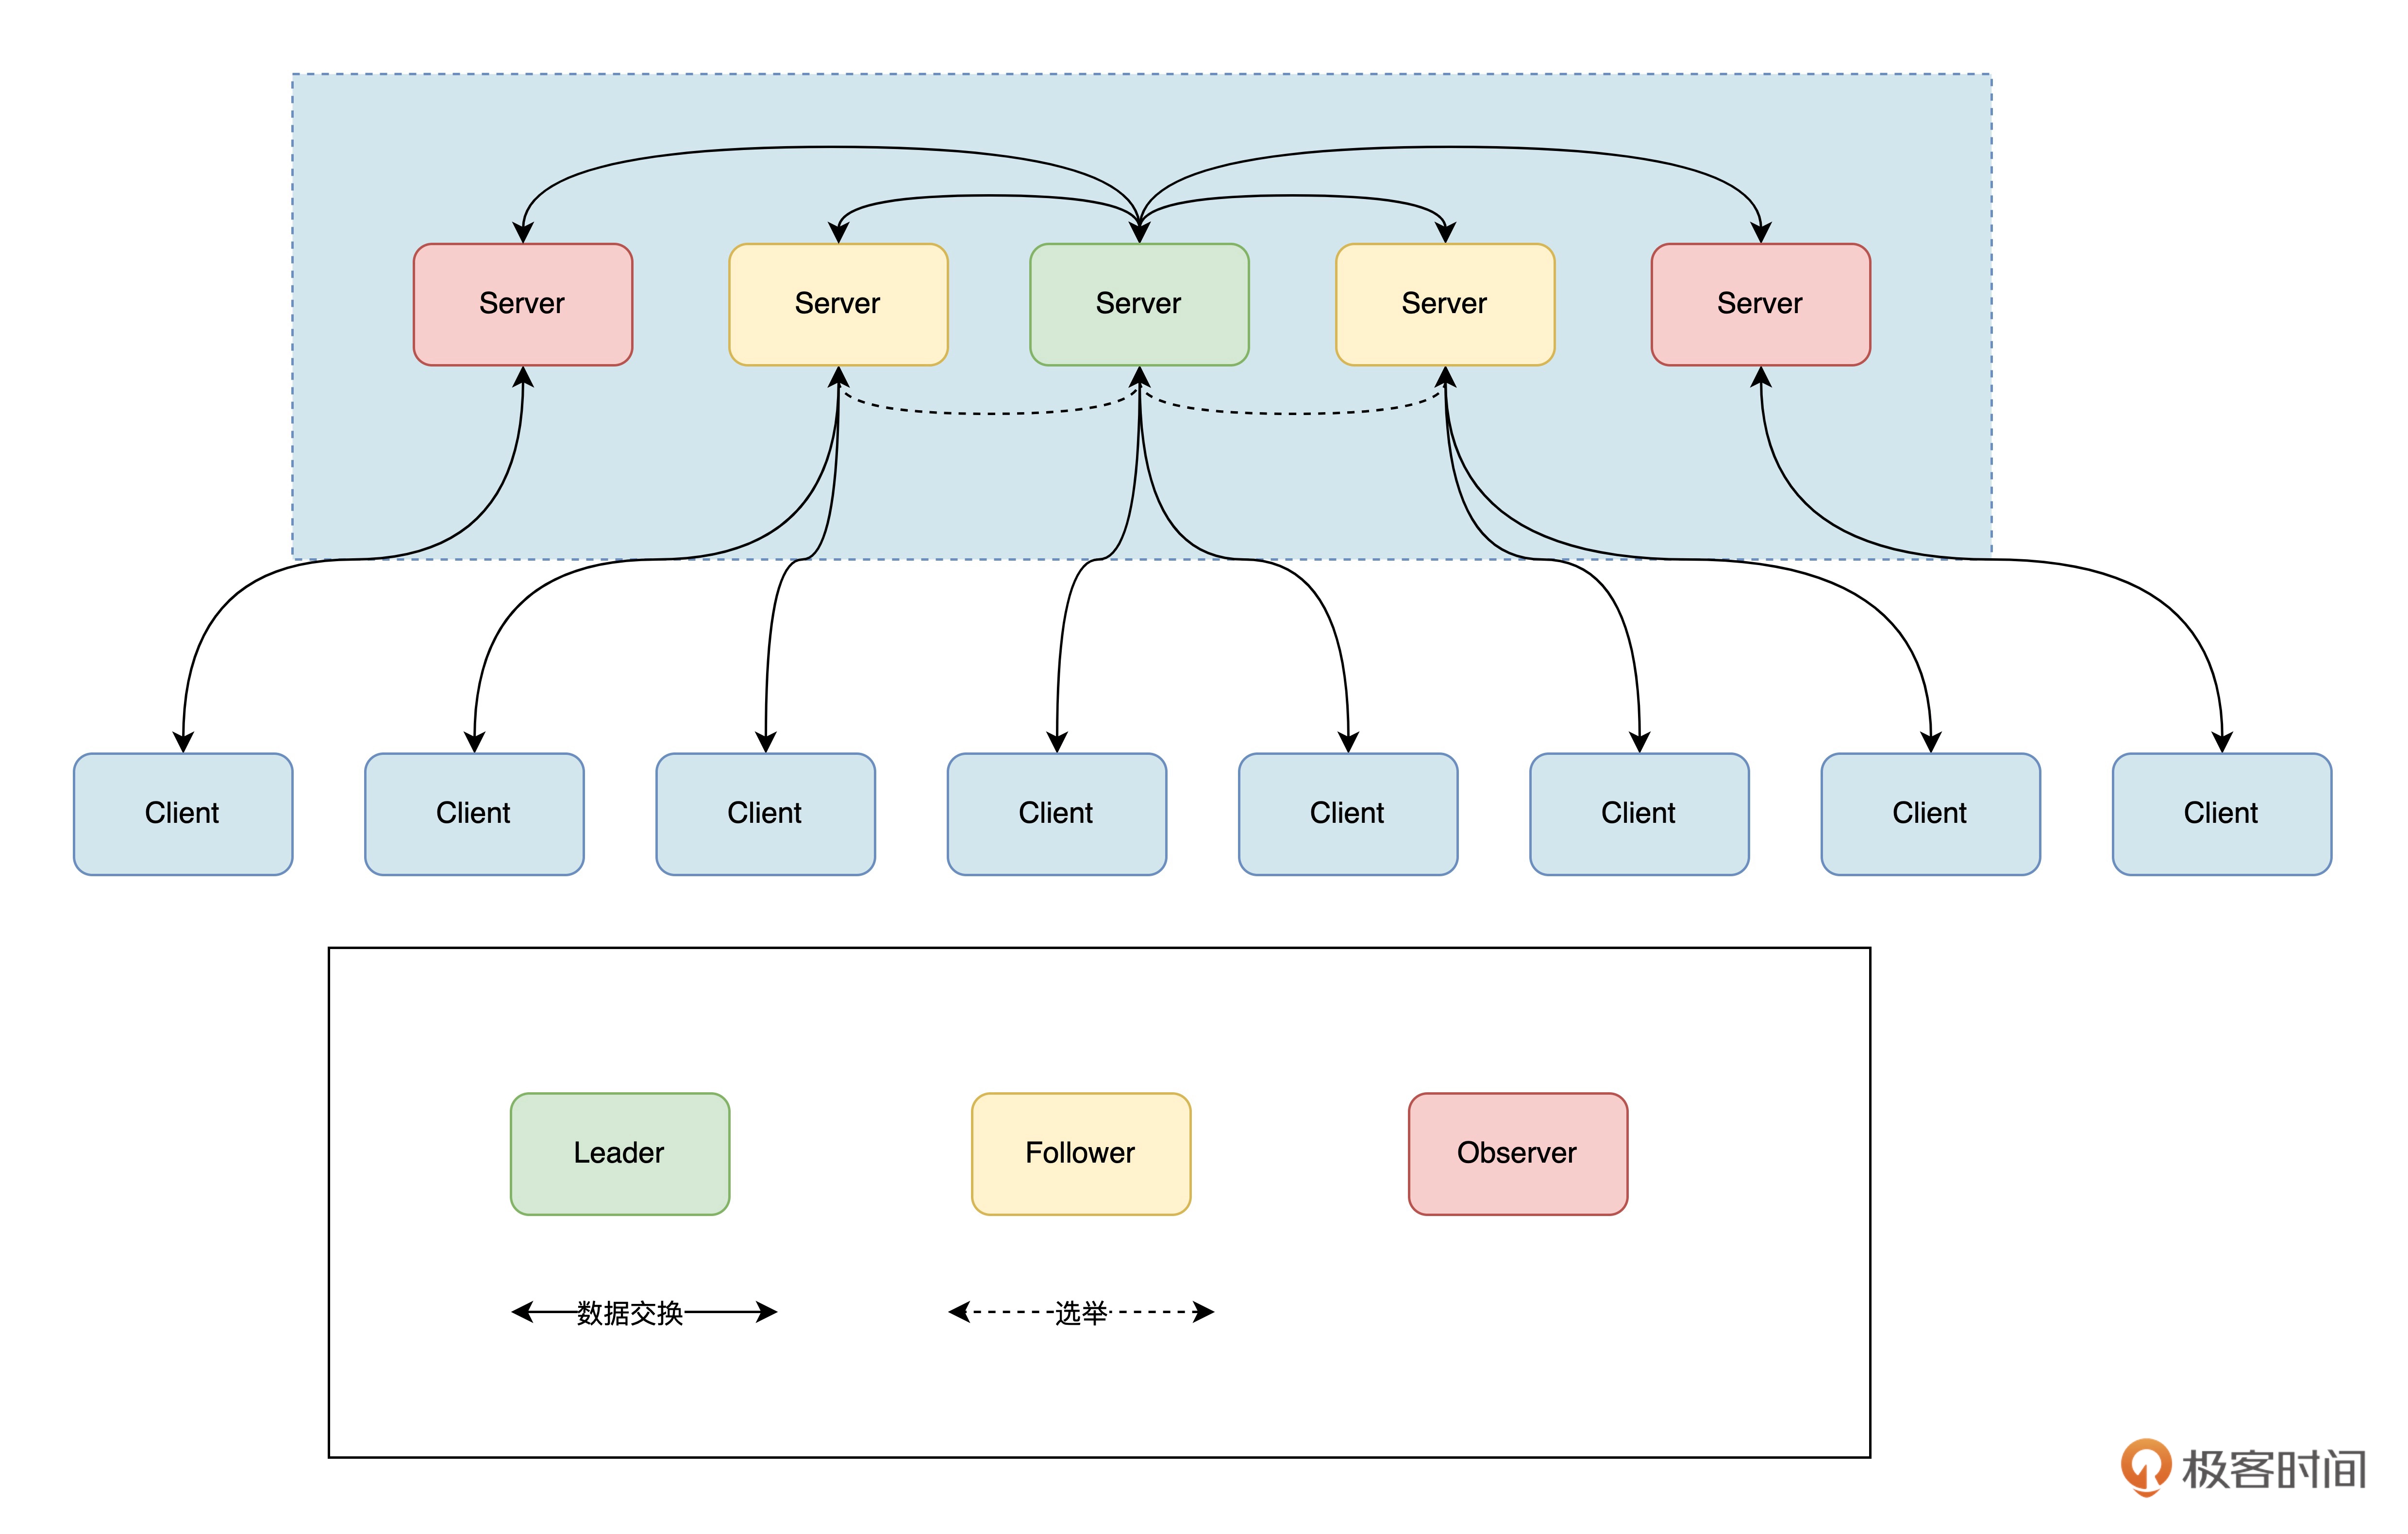 Server
Server
Server
Server
Server
Client
Client
Client
Client
Client
Client
Client
Client
Leader
Follower
Observer
数据交换
选举
极客时间